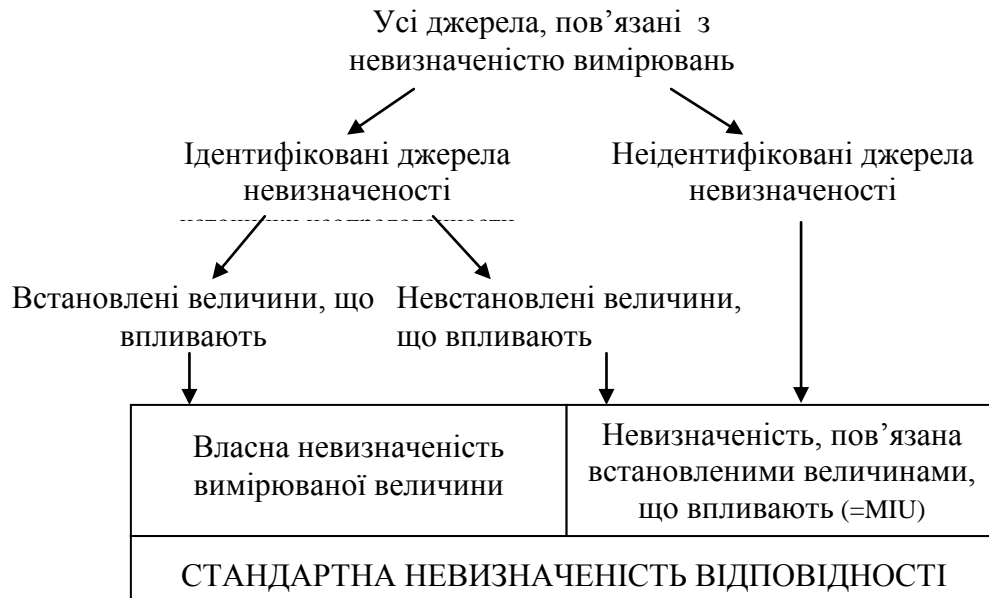 Усі джерела, пов’язані з
невизначеністю вимірювань
Ідентифіковані джерела
невизначеності
Неідентифіковані джерела
невизначеності
Встановлені величини, що
впливають
Невстановлені величини,
що впливають
Власна невизначеність
вимірюваної величини
Невизначеність, пов’язана
встановленими величинами,
що впливають (=MIU)
СТАНДАРТНА НЕВИЗНАЧЕНІСТЬ ВІДПОВІДНОСТІ